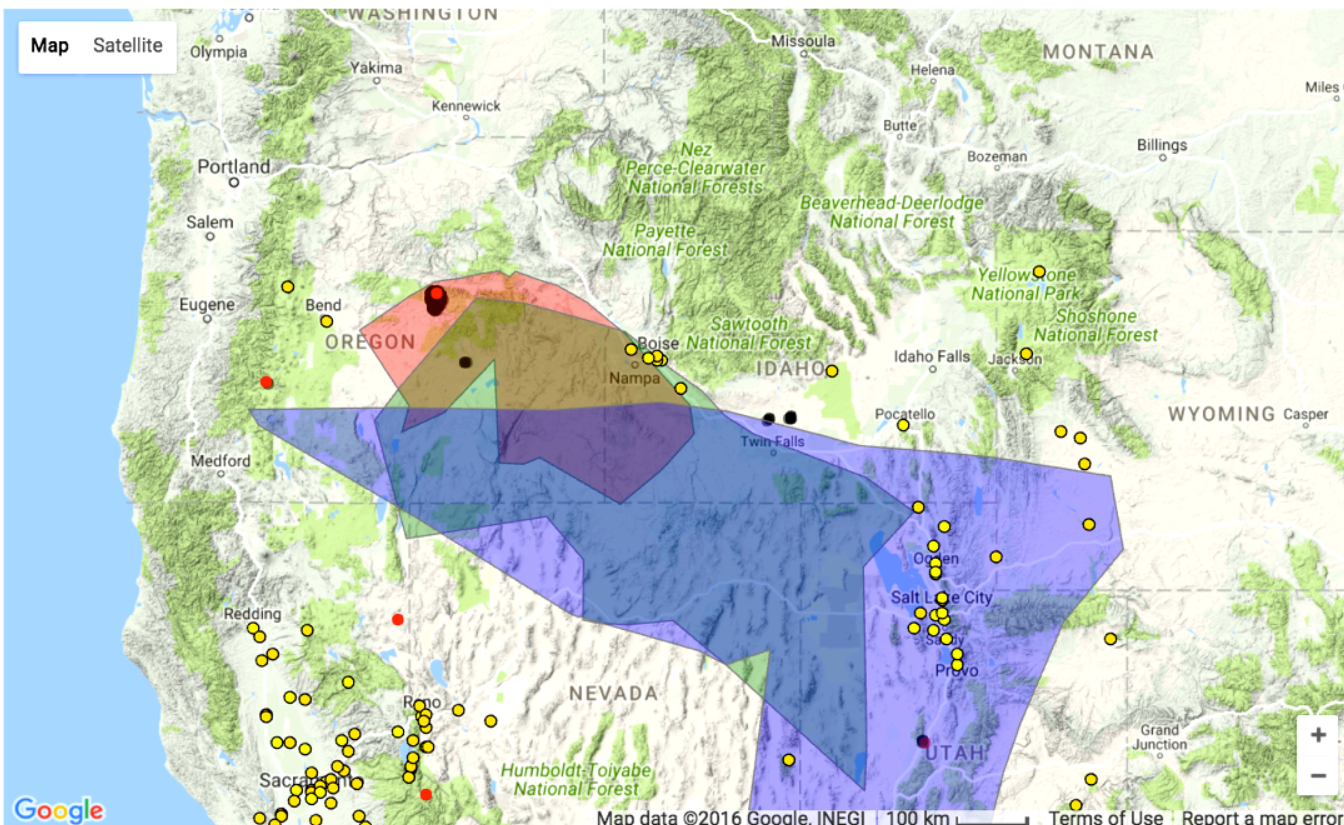 WASHINGTON
Map Satellite
Olympia
Missoula
MONTANA
Yakima
Helena
Kennewick
Miles
Butte
Billings
Bozeman
Portland
Nez
Perce-Clearwater
National Forests
Beaverhead-Deerlodge
National Forest
Salem
Payette
National Forest
Yellowstone
National Park
Eugene
Bend
Shoshone
National Forest
Sawtooth
National Forest
OREGON
Boise
Nampa
IDAHO
Idaho Falls
Jackson
Pocatello
WYOMING
Casper
Twin Falls
Medford
Ogden
Salt Lake City
Redding
Sandy
Provo
Reno
NEVADA
UTAH
Grand
Junction
Sacramento
Humboldt-Toiyabe
National Forest
+
−
Google
Map data ©2016 Google, INEGI 100 km Terms of Use Report a map error